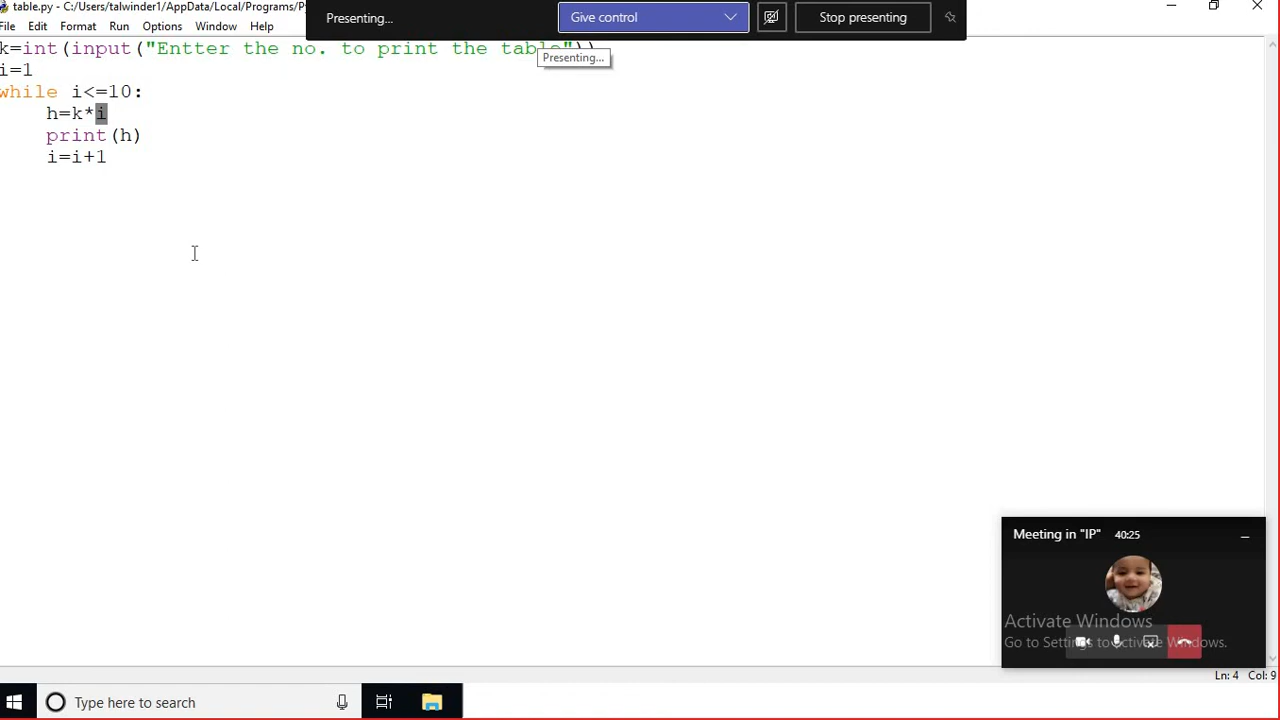 table.py - C:/Users/talwinder1/AppData/Local/Programs/Py
Presenting...
Give control
Stop presenting
File Edit Format Run Options Window Help
k=int(input("Entter the no. to print the table"))
Presenting...
i=1
while i<=10:
h=k*i
print(h)
i=i+1
Meeting in "IP" 40:25
Activate Windows
Go to Settings to activate Windows.
Ln: 4 Col: 9
Type here to search